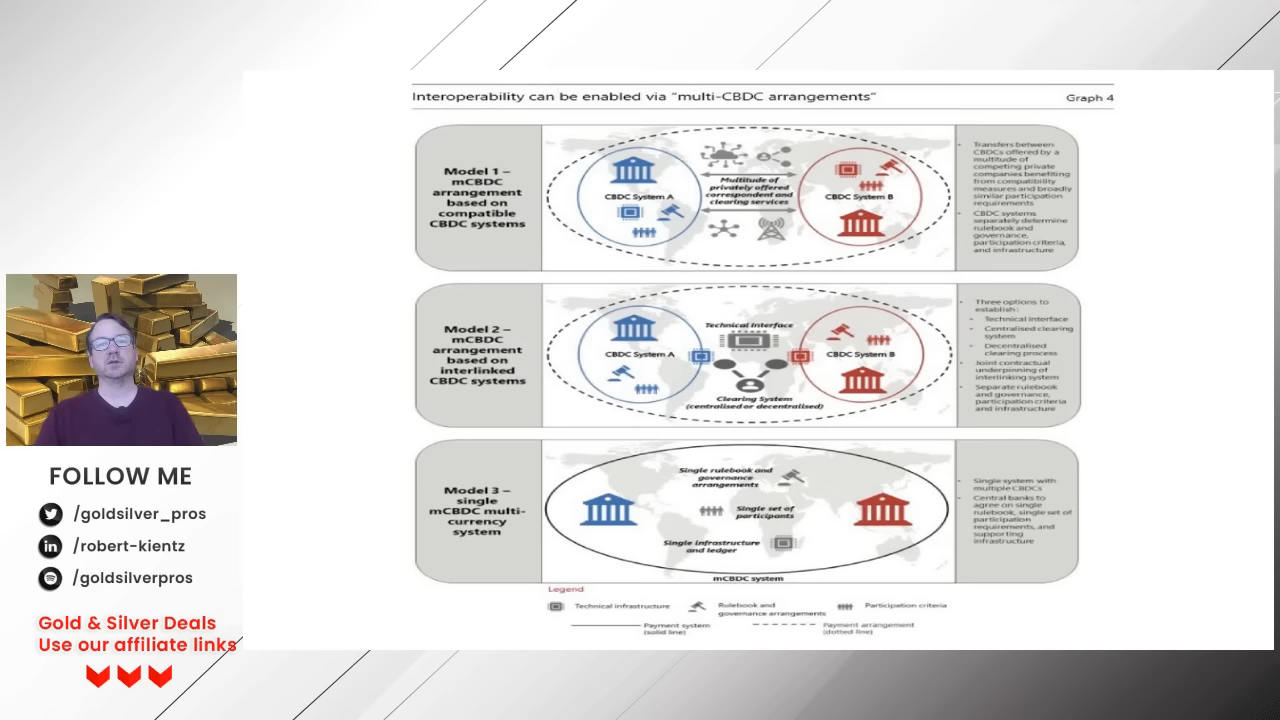 Interoperability can be enabled via "multi-CBDC arrangements"
Graph 4
Model 1 –
mCBDC
arrangement
based on
compatible
CBDC systems
CBDC System A
Multitude of
privately offered
correspondent and
clearing services
CBDC System B
Transfers between
CBDCs offered by a
multitude of
competing private
companies benefiting
from compatibility
measures and broadly
similar participation
requirements
CBDC systems
separately determine
rulebook and
governance,
participation criteria,
and infrastructure
Model 2 –
mCBDC
arrangement
based on
interlinked
CBDC systems
CBDC System A
Technical Interface
Clearing System
(centralised or decentralised)
CBDC System B
Three options to
establish:
- Technical interface
- Centralised clearing
system
- Decentralised
clearing process
Joint contractual
underpinning of
interlinking system
Separate rulebook
and governance,
participation criteria
and infrastructure
Model 3 –
single
mCBDC multi-
currency
system
Single rulebook and
governance
arrangements
Single set of
participants
Single infrastructure
and ledger
mCBDC system
Single system with
multiple CBDCs
Central banks to
agree on single
rulebook, single set of
participation
requirements, and
supporting
infrastructure
Legend
Technical infrastructure
Rulebook and
governance arrangements
Participation criteria
Payment system
(solid line)
Payment arrangement
(dotted line)
FOLLOW ME
/goldsilver_pros
/robert-kientz
/goldsilverpros
Gold & Silver Deals
Use our affiliate links